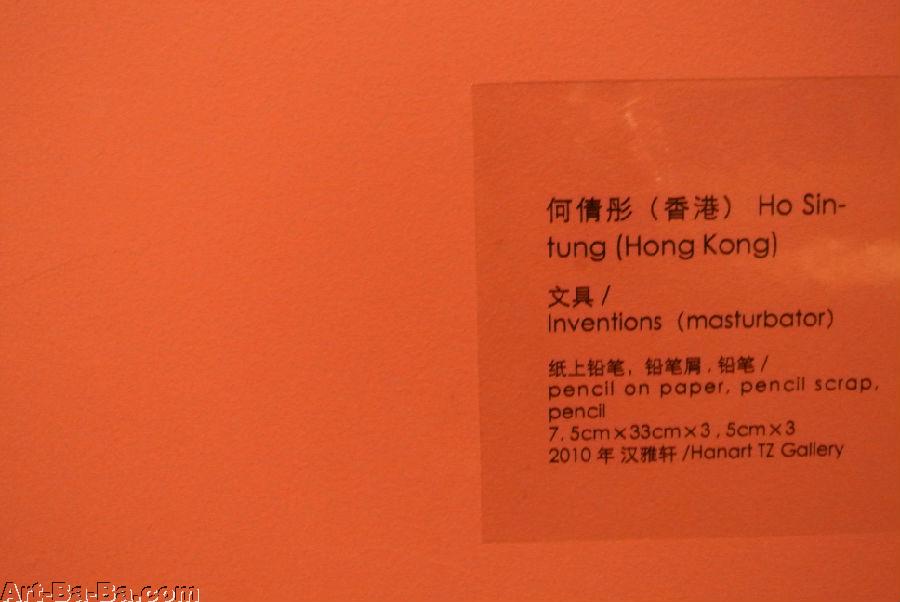 何倩彤（香港） Ho Sin-
tung (Hong Kong)
文具 /
Inventions (masturbator)
纸上铅笔，铅笔屑，铅笔 /
pencil on paper, pencil scrap,
pencil
7.5cm×33cm×3 , 5cm×3
2010 年 汉雅轩 /Hanart TZ Gallery
Art-Ba-Ba.com